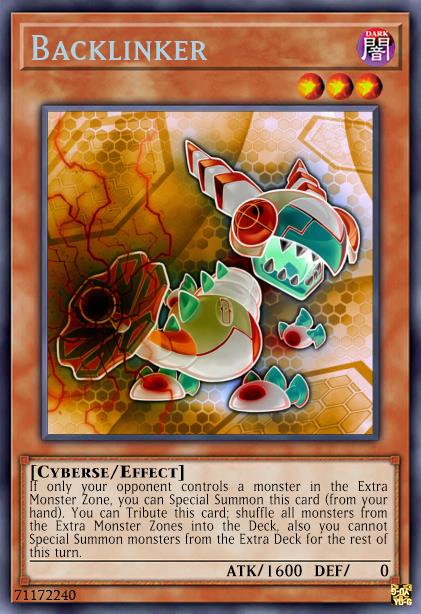 BACKLINKER
DARK
闇
[CYBERSE/EFFECT]
If only your opponent controls a monster in the Extra
Monster Zone, you can Special Summon this card (from your
hand). You can Tribute this card; shuffle all monsters from
the Extra Monster Zones into the Deck, also you cannot
Special Summon monsters from the Extra Deck for the rest of
this turn.
ATK/1600 DEF/ 0
71172240